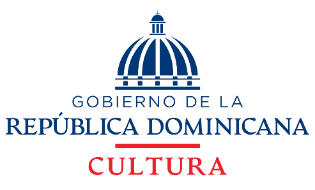 GOBIERNO DE LA
REPÚBLICA DOMINICANA
CULTURA